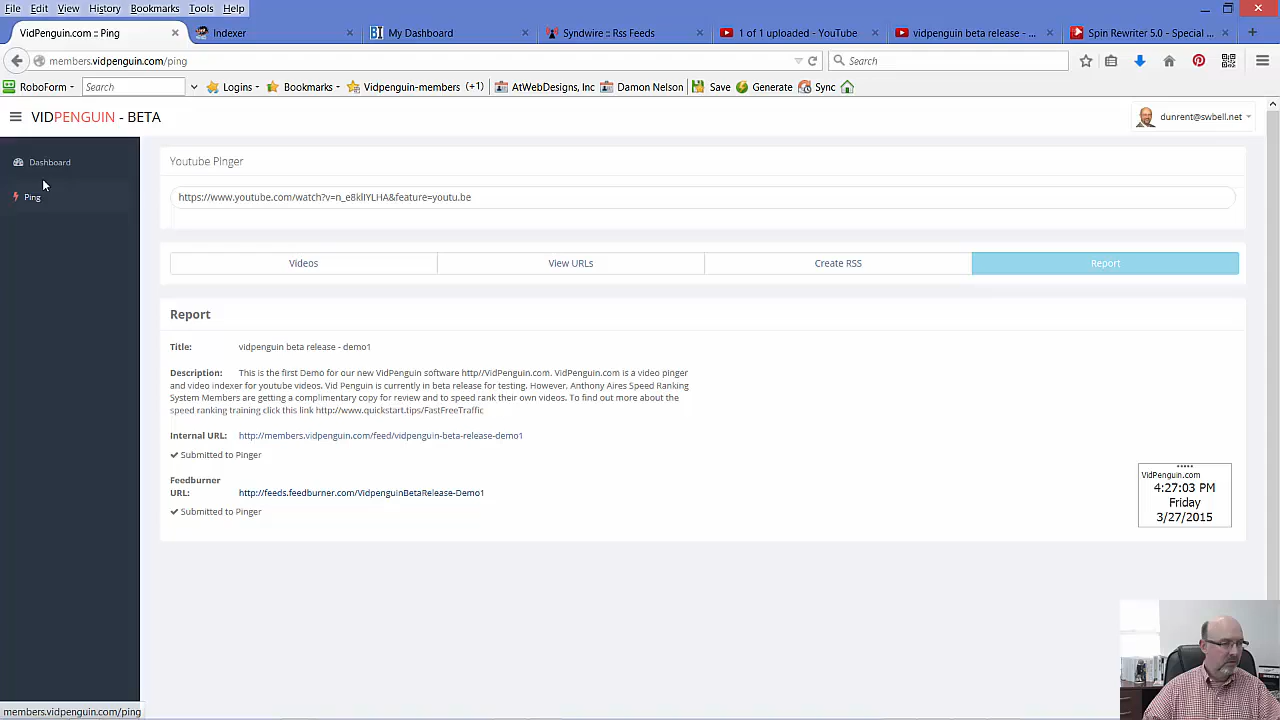 File Edit View History Bookmarks Tools Help
VidPenguin.com :: Ping
Indexer
My Dashboard
Syndwire :: Rss Feeds
1 of 1 uploaded - YouTube
vidpenguin beta release - ...
Spin Rewriter 5.0 - Special ...
members.vidpenguin.com/ping
Search
RoboForm
Search
Logins
Bookmarks
Vidpenguin-members (+1)
AtWebDesigns, Inc
Damon Nelson
Save
Generate
Sync
VIDPENGUIN - BETA
dunrent@swbell.net
Dashboard
Ping
Youtube Pinger
https://www.youtube.com/watch?v=n_e8klIYLHA&feature=youtu.be
Videos
View URLs
Create RSS
Report
Report
Title: vidpenguin beta release - demo1
Description: This is the first Demo for our new VidPenguin software http//VidPenguin.com. VidPenguin.com is a video pinger
and video indexer for youtube videos. Vid Penguin is currently in beta release for testing. However, Anthony Aires Speed Ranking
System Members are getting a complimentary copy for review and to speed rank their own videos. To find out more about the
speed ranking training click this link http://www.quickstart.tips/FastFreeTraffic
Internal URL: http://members.vidpenguin.com/feed/vidpenguin-beta-release-demo1
Submitted to Pinger
Feedburner
URL: http://feeds.feedburner.com/VidpenguinBetaRelease-Demo1
Submitted to Pinger
VidPenguin.com
4:27:03 PM
Friday
3/27/2015
members.vidpenguin.com/ping